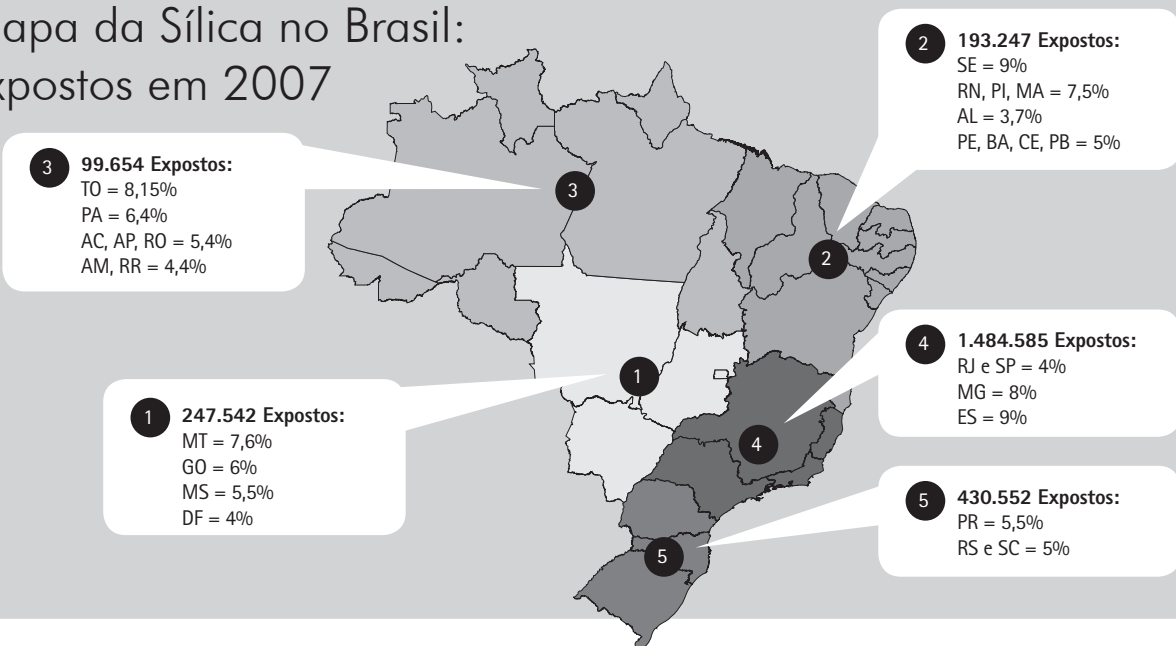 apa da Sílica no Brasil:
xpostos em 2007
3
99.654 Expostos:
TO = 8,15%
PA = 6,4%
AC, AP, RO = 5,4%
AM, RR = 4,4%
2
193.247 Expostos:
SE = 9%
RN, PI, MA = 7,5%
AL = 3,7%
PE, BA, CE, PB = 5%
3
2
1
247.542 Expostos:
MT = 7,6%
GO = 6%
MS = 5,5%
DF = 4%
1
4
1.484.585 Expostos:
RJ e SP = 4%
MG = 8%
ES = 9%
4
5
430.552 Expostos:
PR = 5,5%
RS e SC = 5%
5